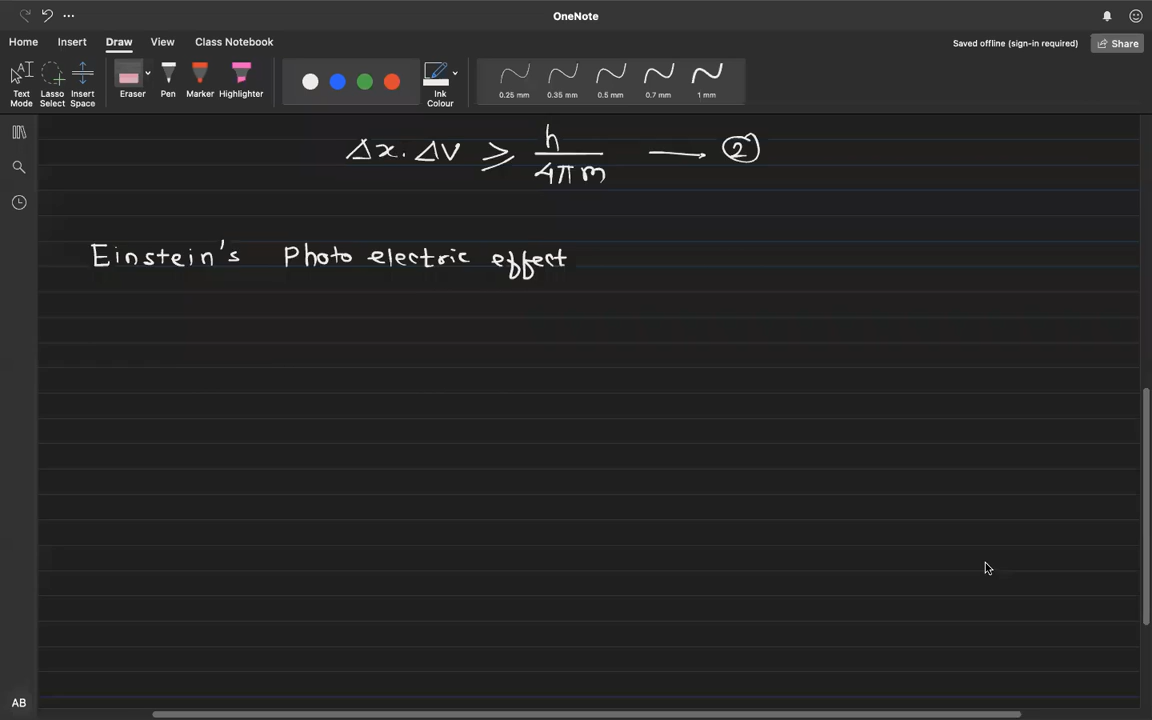 OneNote
Home Insert Draw View Class Notebook
Saved offline (sign-in required) Share
Text Mode
Lasso Select
Insert Space
Eraser
Pen
Marker
Highlighter
Ink Colour
0.25 mm 0.35 mm 0.5 mm 0.7 mm 1 mm
Δx. ΔV ≥ h/4πm —— ②
Einstein's Photo electric effect
AB